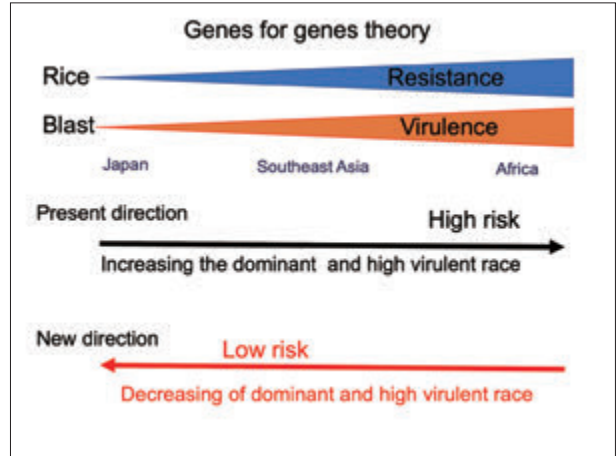 Genes for genes theory
Rice Resistance
Blast Virulence
Japan Southeast Asia Africa
Present direction
High risk
Increasing the dominant and high virulent race
New direction
Low risk
Decreasing of dominant and high virulent race